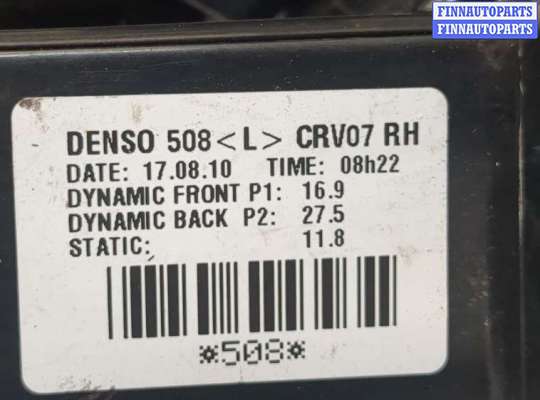 FINNAUTOPARTS
FINNAUTOPARTS
DENSO 508<L> CRV07 RH
DATE: 17.08.10 TIME: 08h22
DYNAMIC FRONT P1: 16.9
DYNAMIC BACK P2: 27.5
STATIC: 11.8
*508*